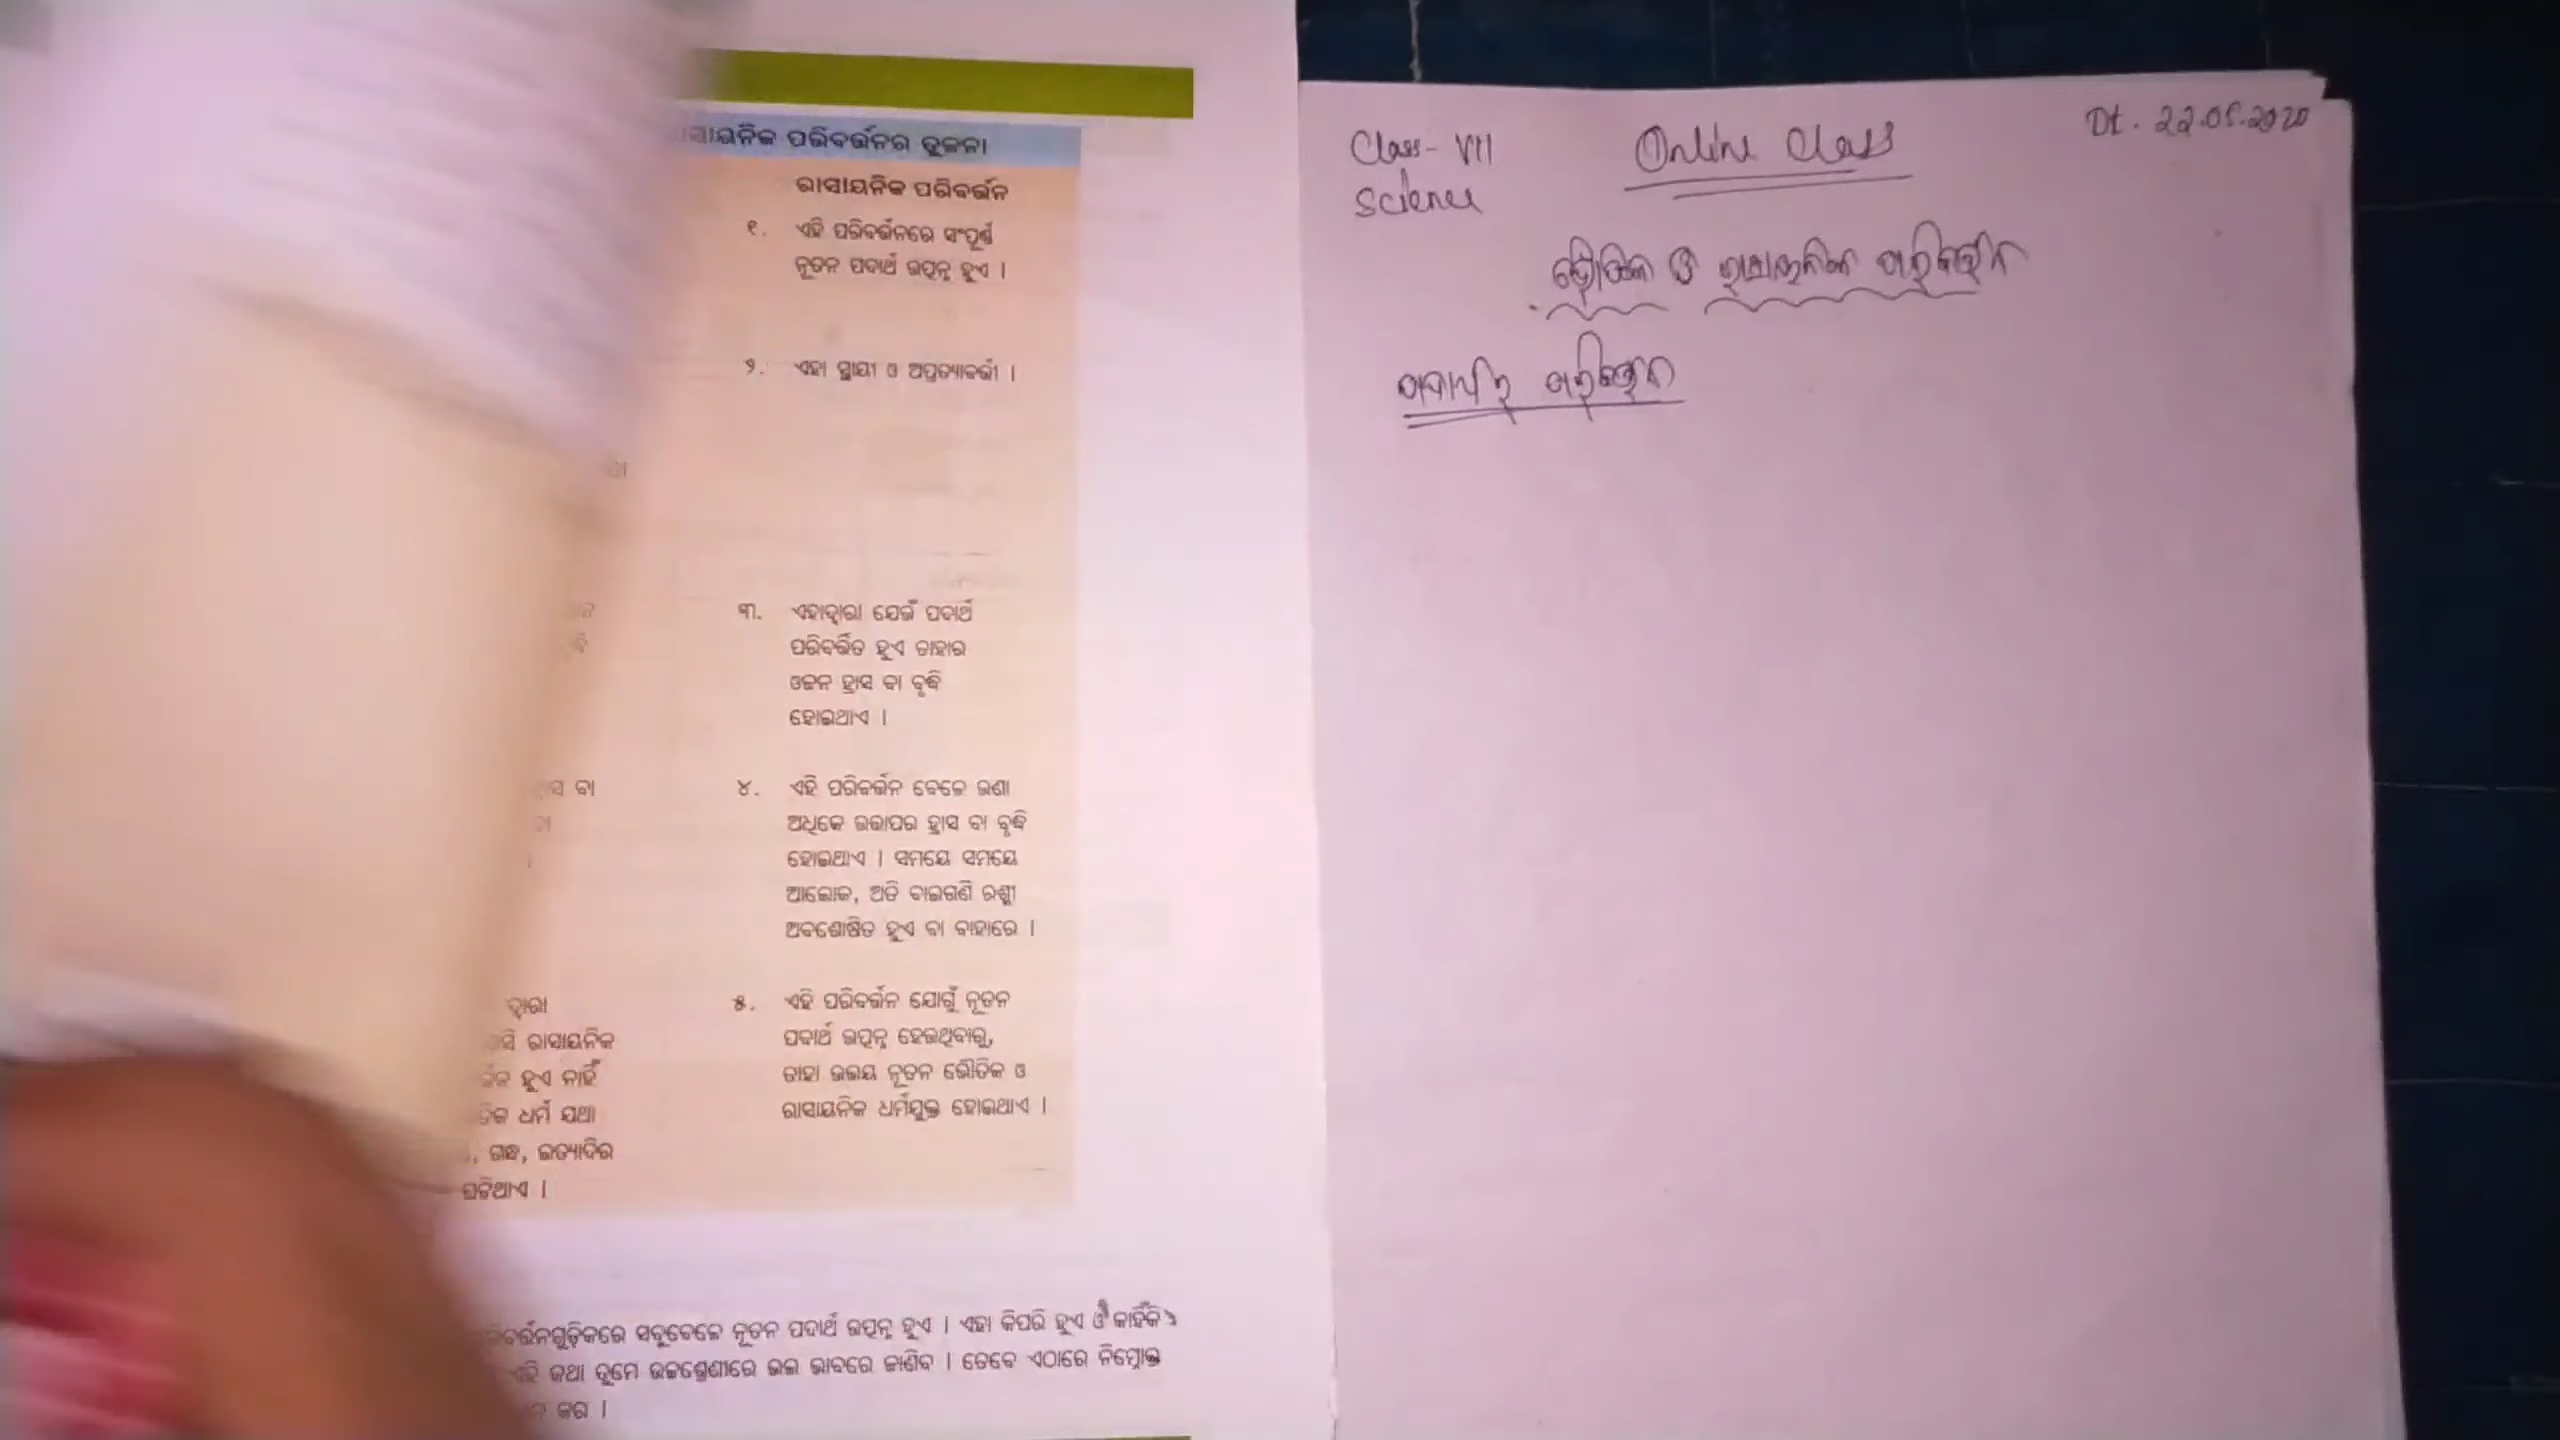 ରାସାୟନିକ ପରିବର୍ତ୍ତନର ତୁଳନା
ରାସାୟନିକ ପରିବର୍ତ୍ତନ
୧. ଏହି ପରିବର୍ତ୍ତନରେ ସଂପୂର୍ଣ୍ଣ
ନୂତନ ପଦାର୍ଥ ଉତ୍ପନ୍ନ ହୁଏ ।
୨. ଏହା ସ୍ଥାୟୀ ଓ ଅପ୍ରତ୍ୟାବର୍ତ୍ତୀ ।
୩. ଏହାଦ୍ୱାରା ଯେଉଁ ପଦାର୍ଥ
ପରିବର୍ତ୍ତିତ ହୁଏ ତାହାର
ଓଜନ ହ୍ରାସ ବା ବୃଦ୍ଧି
ହୋଇଥାଏ ।
ବା
୪. ଏହି ପରିବର୍ତ୍ତନ ବେଳେ ଊଣା
ଅଧିକେ ଉତ୍ତାପର ହ୍ରାସ ବା ବୃଦ୍ଧି
ହୋଇଥାଏ । ସମୟେ ସମୟେ
ଆଲୋକ, ଅତି ବାଇଗଣି ରଶ୍ମୀ
ଅବଶୋଷିତ ହୁଏ ବା ବାହାରେ ।
ଦ୍ୱାରା
ରାସାୟନିକ
ହୁଏ ନାହିଁ
ଧର୍ମ ଯଥା
, ଗନ୍ଧ, ଇତ୍ୟାଦିର
ଘଟିଥାଏ ।
୫. ଏହି ପରିବର୍ତ୍ତନ ଯୋଗୁଁ ନୂତନ
ପଦାର୍ଥ ଉତ୍ପନ୍ନ ହେଉଥିବାରୁ,
ତାହା ଉଭୟ ନୂତନ ଭୌତିକ ଓ
ରାସାୟନିକ ଧର୍ମଯୁକ୍ତ ହୋଇଥାଏ ।
ସବୁବେଳେ ନୂତନ ପଦାର୍ଥ ଉତ୍ପନ୍ନ ହୁଏ । ଏହା କିପରି ହୁଏ ଓ କାହିଁକି
ଏହି କଥା ତୁମେ ଉଚ୍ଚଶ୍ରେଣୀରେ ଭଲ ଭାବରେ ଜାଣିବ । ତେବେ ଏଠାରେ ନିମ୍ନୋକ୍ତ
କର ।
Class- VII
Science
Online Class
Dt. 22.05.2020
ଭୌତିକ ଓ ରାସାୟନିକ ପରିବର୍ତ୍ତନ
ପଦାର୍ଥର ପରିବର୍ତ୍ତନ